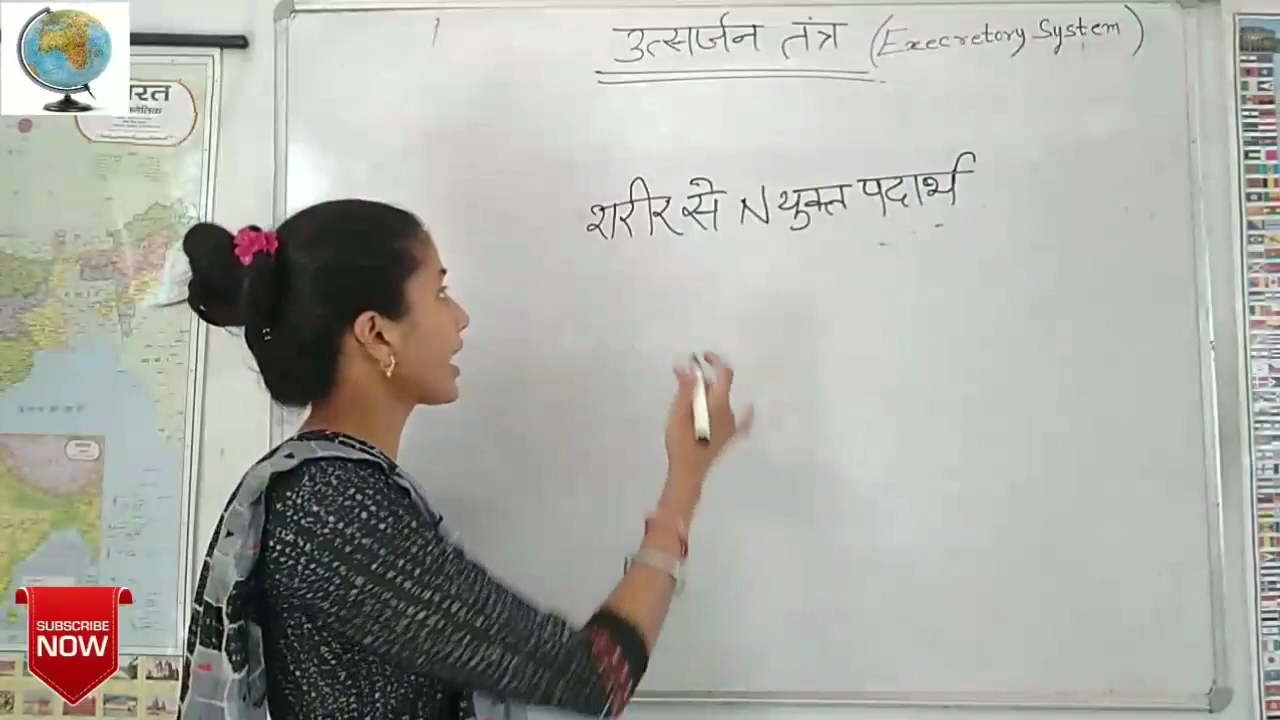 उत्सर्जन तंत्र (Execretory System)
शरीर से N युक्त पदार्थ
SUBSCRIBE
NOW